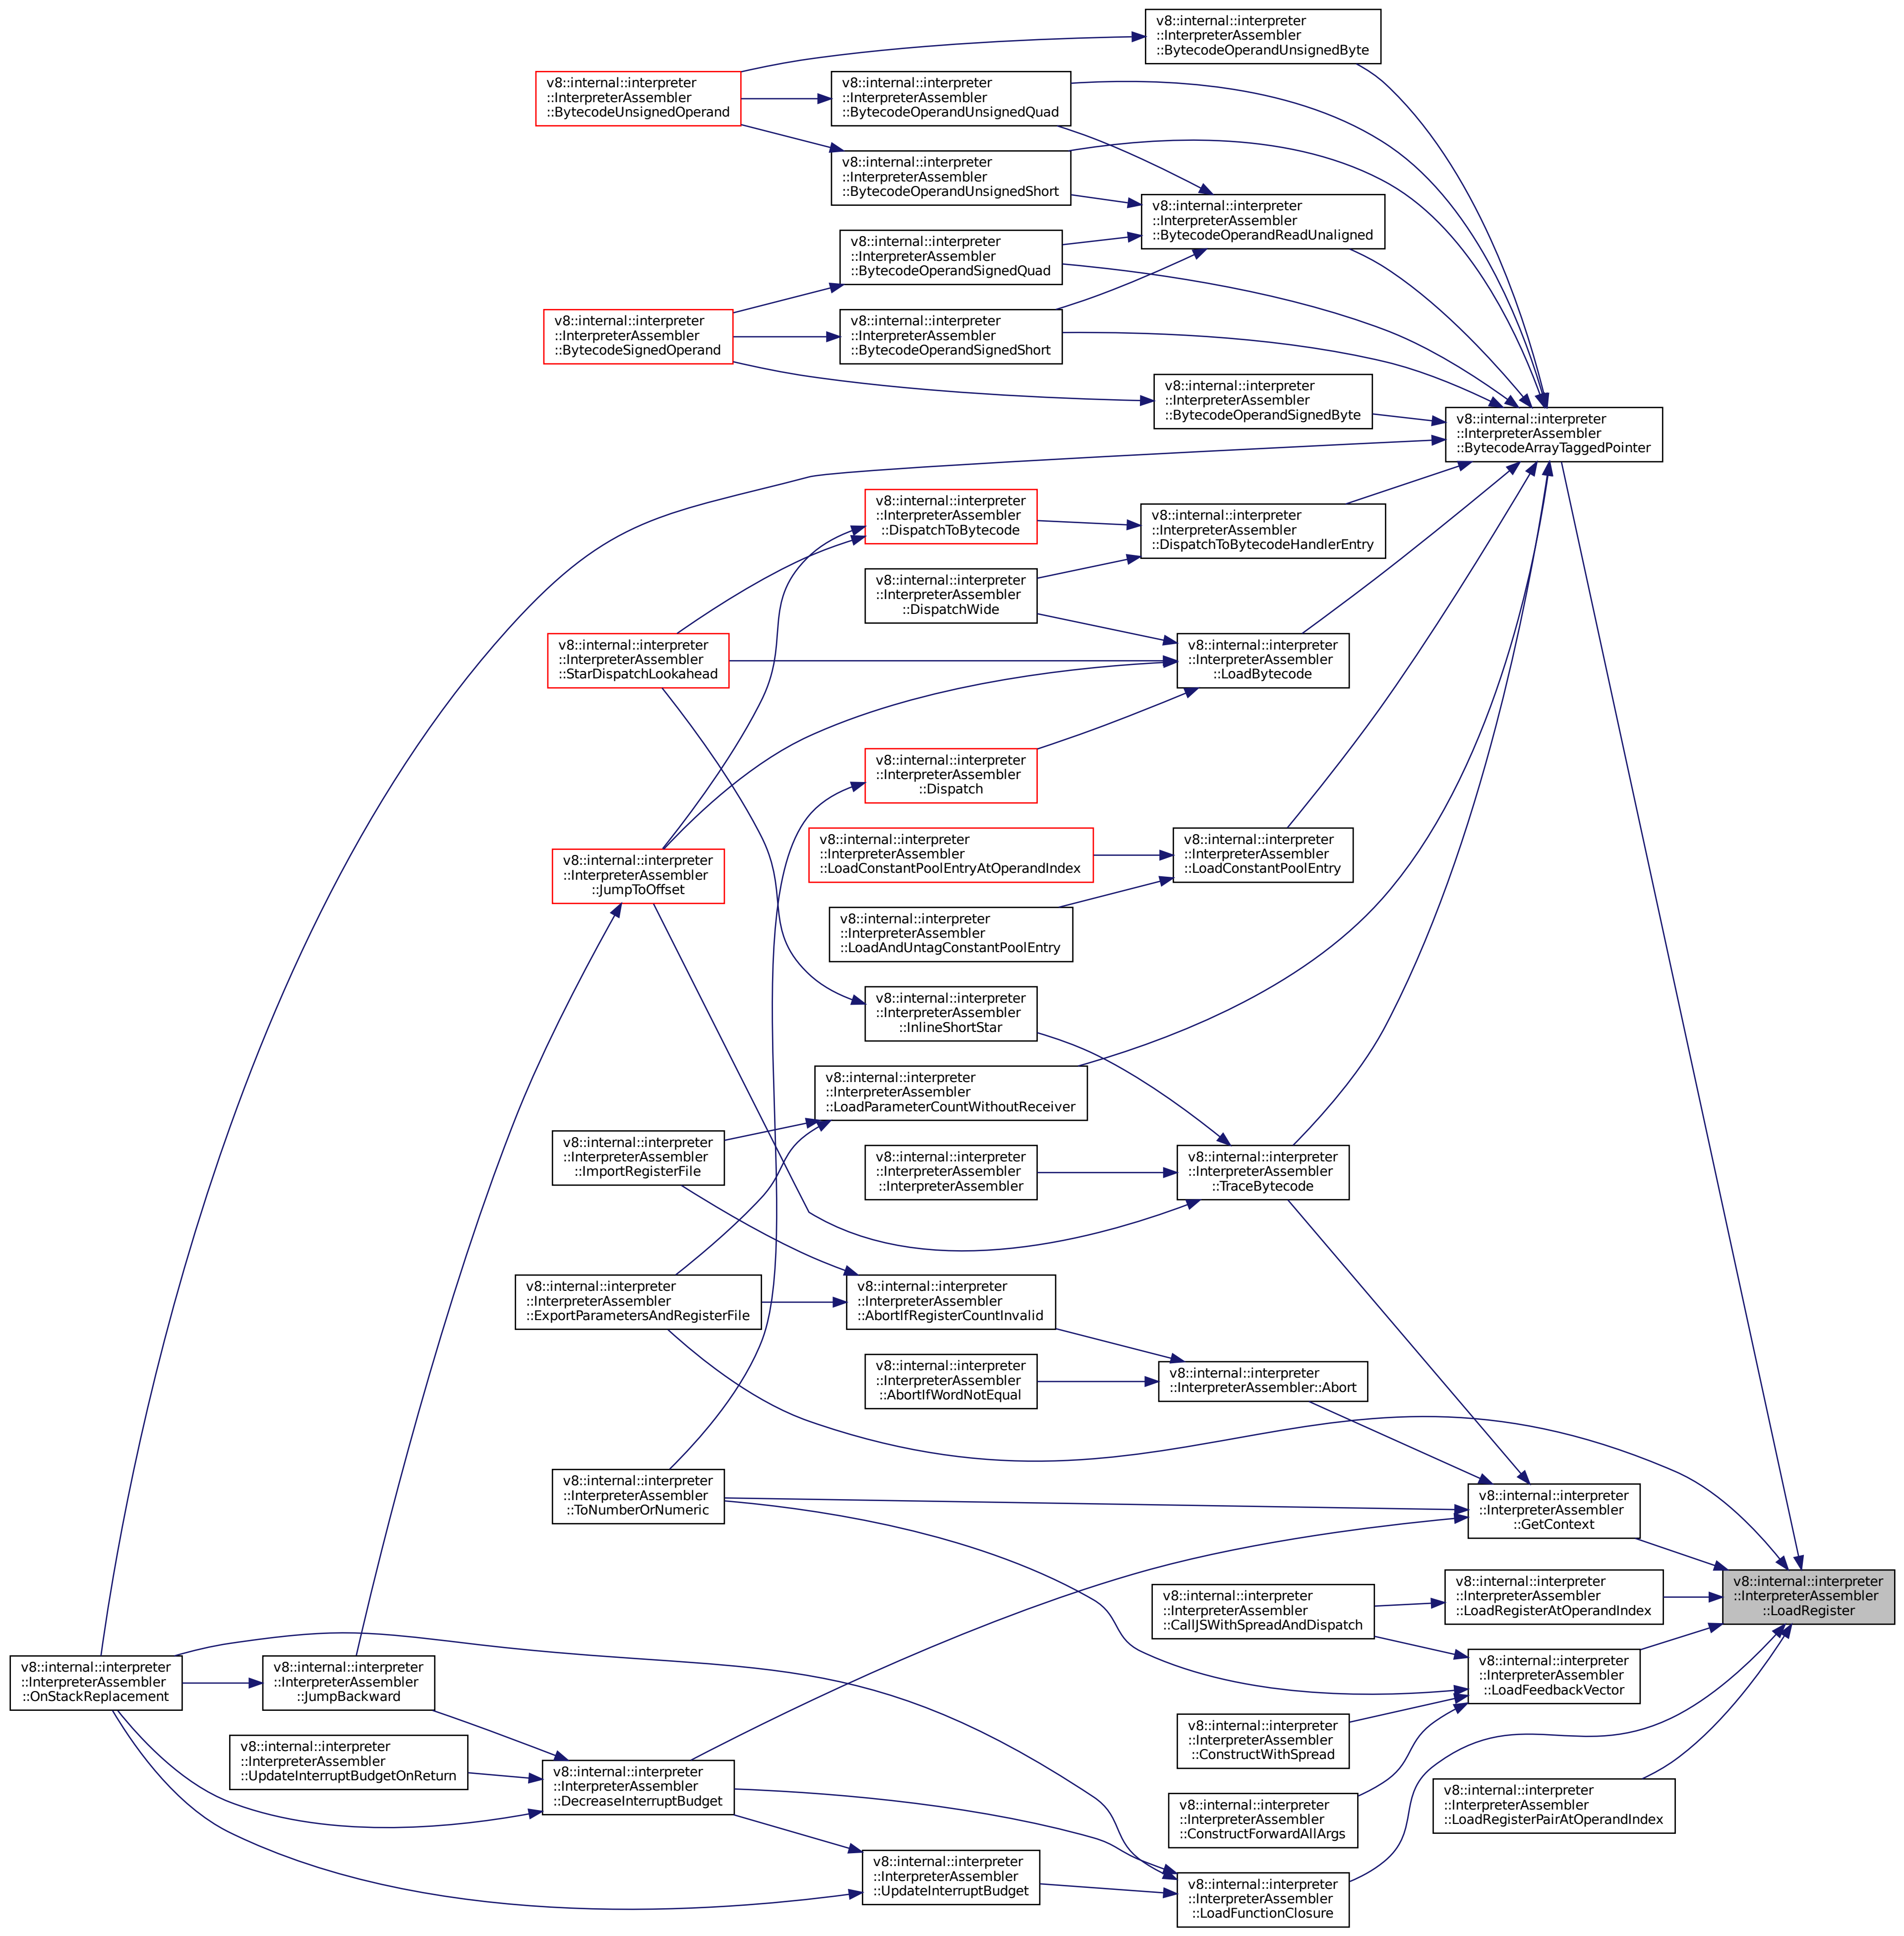 v8::internal::interpreter
::InterpreterAssembler
::BytecodeOperandUnsignedByte
v8::internal::interpreter
::InterpreterAssembler
::BytecodeUnsignedOperand
v8::internal::interpreter
::InterpreterAssembler
::BytecodeOperandUnsignedQuad
v8::internal::interpreter
::InterpreterAssembler
::BytecodeOperandUnsignedShort
v8::internal::interpreter
::InterpreterAssembler
::BytecodeOperandReadUnaligned
v8::internal::interpreter
::InterpreterAssembler
::BytecodeOperandSignedQuad
v8::internal::interpreter
::InterpreterAssembler
::BytecodeSignedOperand
v8::internal::interpreter
::InterpreterAssembler
::BytecodeOperandSignedShort
v8::internal::interpreter
::InterpreterAssembler
::BytecodeOperandSignedByte
v8::internal::interpreter
::InterpreterAssembler
::BytecodeArrayTaggedPointer
v8::internal::interpreter
::InterpreterAssembler
::DispatchToBytecode
v8::internal::interpreter
::InterpreterAssembler
::DispatchToBytecodeHandlerEntry
v8::internal::interpreter
::InterpreterAssembler
::DispatchWide
v8::internal::interpreter
::InterpreterAssembler
::StarDispatchLookahead
v8::internal::interpreter
::InterpreterAssembler
::LoadBytecode
v8::internal::interpreter
::InterpreterAssembler
::Dispatch
v8::internal::interpreter
::InterpreterAssembler
::LoadConstantPoolEntryAtOperandIndex
v8::internal::interpreter
::InterpreterAssembler
::LoadConstantPoolEntry
v8::internal::interpreter
::InterpreterAssembler
::JumpToOffset
v8::internal::interpreter
::InterpreterAssembler
::LoadAndUntagConstantPoolEntry
v8::internal::interpreter
::InterpreterAssembler
::InlineShortStar
v8::internal::interpreter
::InterpreterAssembler
::LoadParameterCountWithoutReceiver
v8::internal::interpreter
::InterpreterAssembler
::ImportRegisterFile
v8::internal::interpreter
::InterpreterAssembler
::InterpreterAssembler
v8::internal::interpreter
::InterpreterAssembler
::TraceBytecode
v8::internal::interpreter
::InterpreterAssembler
::ExportParametersAndRegisterFile
v8::internal::interpreter
::InterpreterAssembler
::AbortIfRegisterCountInvalid
v8::internal::interpreter
::InterpreterAssembler
::AbortIfWordNotEqual
v8::internal::interpreter
::InterpreterAssembler::Abort
v8::internal::interpreter
::InterpreterAssembler
::ToNumberOrNumeric
v8::internal::interpreter
::InterpreterAssembler
::GetContext
v8::internal::interpreter
::InterpreterAssembler
::CallJSWithSpreadAndDispatch
v8::internal::interpreter
::InterpreterAssembler
::LoadRegisterAtOperandIndex
v8::internal::interpreter
::InterpreterAssembler
::LoadRegister
v8::internal::interpreter
::InterpreterAssembler
::OnStackReplacement
v8::internal::interpreter
::InterpreterAssembler
::JumpBackward
v8::internal::interpreter
::InterpreterAssembler
::LoadFeedbackVector
v8::internal::interpreter
::InterpreterAssembler
::ConstructWithSpread
v8::internal::interpreter
::InterpreterAssembler
::UpdateInterruptBudgetOnReturn
v8::internal::interpreter
::InterpreterAssembler
::DecreaseInterruptBudget
v8::internal::interpreter
::InterpreterAssembler
::ConstructForwardAllArgs
v8::internal::interpreter
::InterpreterAssembler
::LoadRegisterPairAtOperandIndex
v8::internal::interpreter
::InterpreterAssembler
::UpdateInterruptBudget
v8::internal::interpreter
::InterpreterAssembler
::LoadFunctionClosure